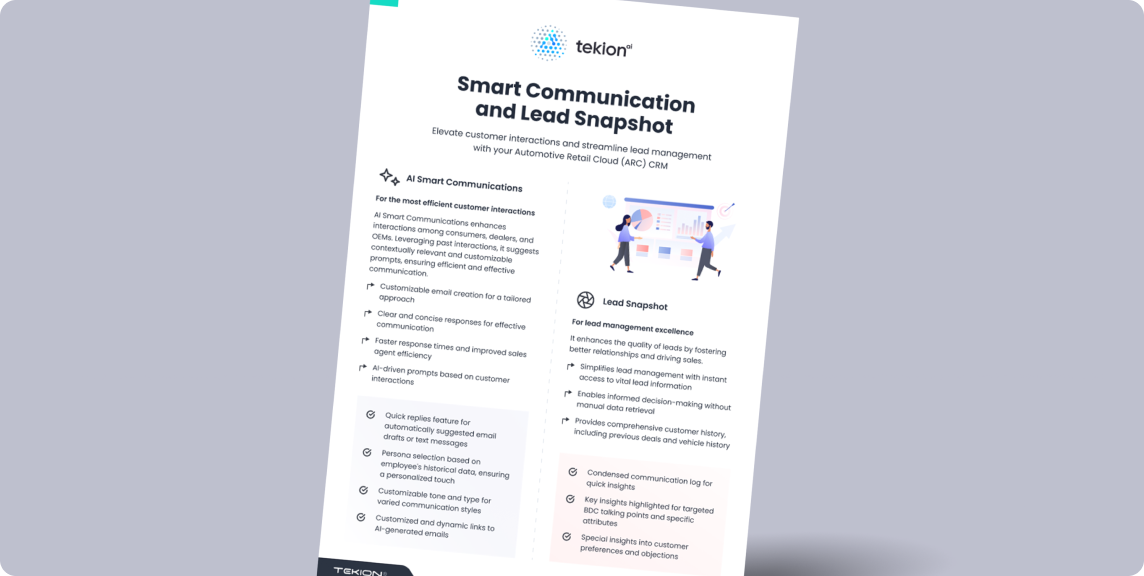 tekion ai
Smart Communication
and Lead Snapshot
Elevate customer interactions and streamline lead management
with your Automotive Retail Cloud (ARC) CRM
AI Smart Communications
For the most efficient customer interactions
AI Smart Communications enhances
interactions among consumers, dealers, and
OEMs. Leveraging past interactions, it suggests
contextually relevant and customizable
prompts, ensuring efficient and effective
communication.
Customizable email creation for a tailored
approach
Clear and concise responses for effective
communication
Faster response times and improved sales
agent efficiency
AI-driven prompts based on customer
interactions
Quick replies feature for
automatically suggested email
drafts or text messages
Persona selection based on
employee's historical data, ensuring
a personalized touch
Customizable tone and type for
varied communication styles
Customized and dynamic links to
AI-generated emails
Lead Snapshot
For lead management excellence
It enhances the quality of leads by fostering
better relationships and driving sales.
Simplifies lead management with instant
access to vital lead information
Enables informed decision-making without
manual data retrieval
Provides comprehensive customer history,
including previous deals and vehicle history
Condensed communication log for
quick insights
Key insights highlighted for targeted
BDC talking points and specific
attributes
Special insights into customer
preferences and objections
TEKION